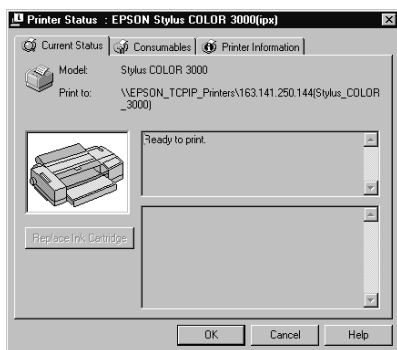 Printer Status : EPSON Stylus COLOR 3000(ipx)
Current Status
Consumables
Printer Information
Model: Stylus COLOR 3000
Print to: \\EPSON_TCPIP_Printers\163.141.250.144(Stylus_COLOR
_3000)
Ready to print.
Replace Ink Cartridge
OK
Cancel
Help